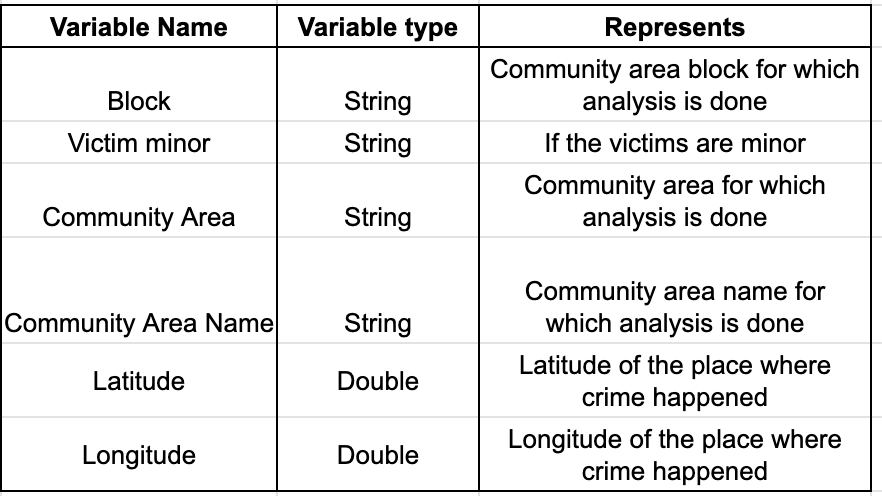 Variable Name Variable type Represents
Community area block for which
Block String analysis is done
Victim minor String If the victims are minor
Community area for which
Community Area String analysis is done
Community area name for
Community Area Name String which analysis is done
Latitude of the place where
Latitude Double
crime happened
Longitude of the place where
Longitude Double
crime happened